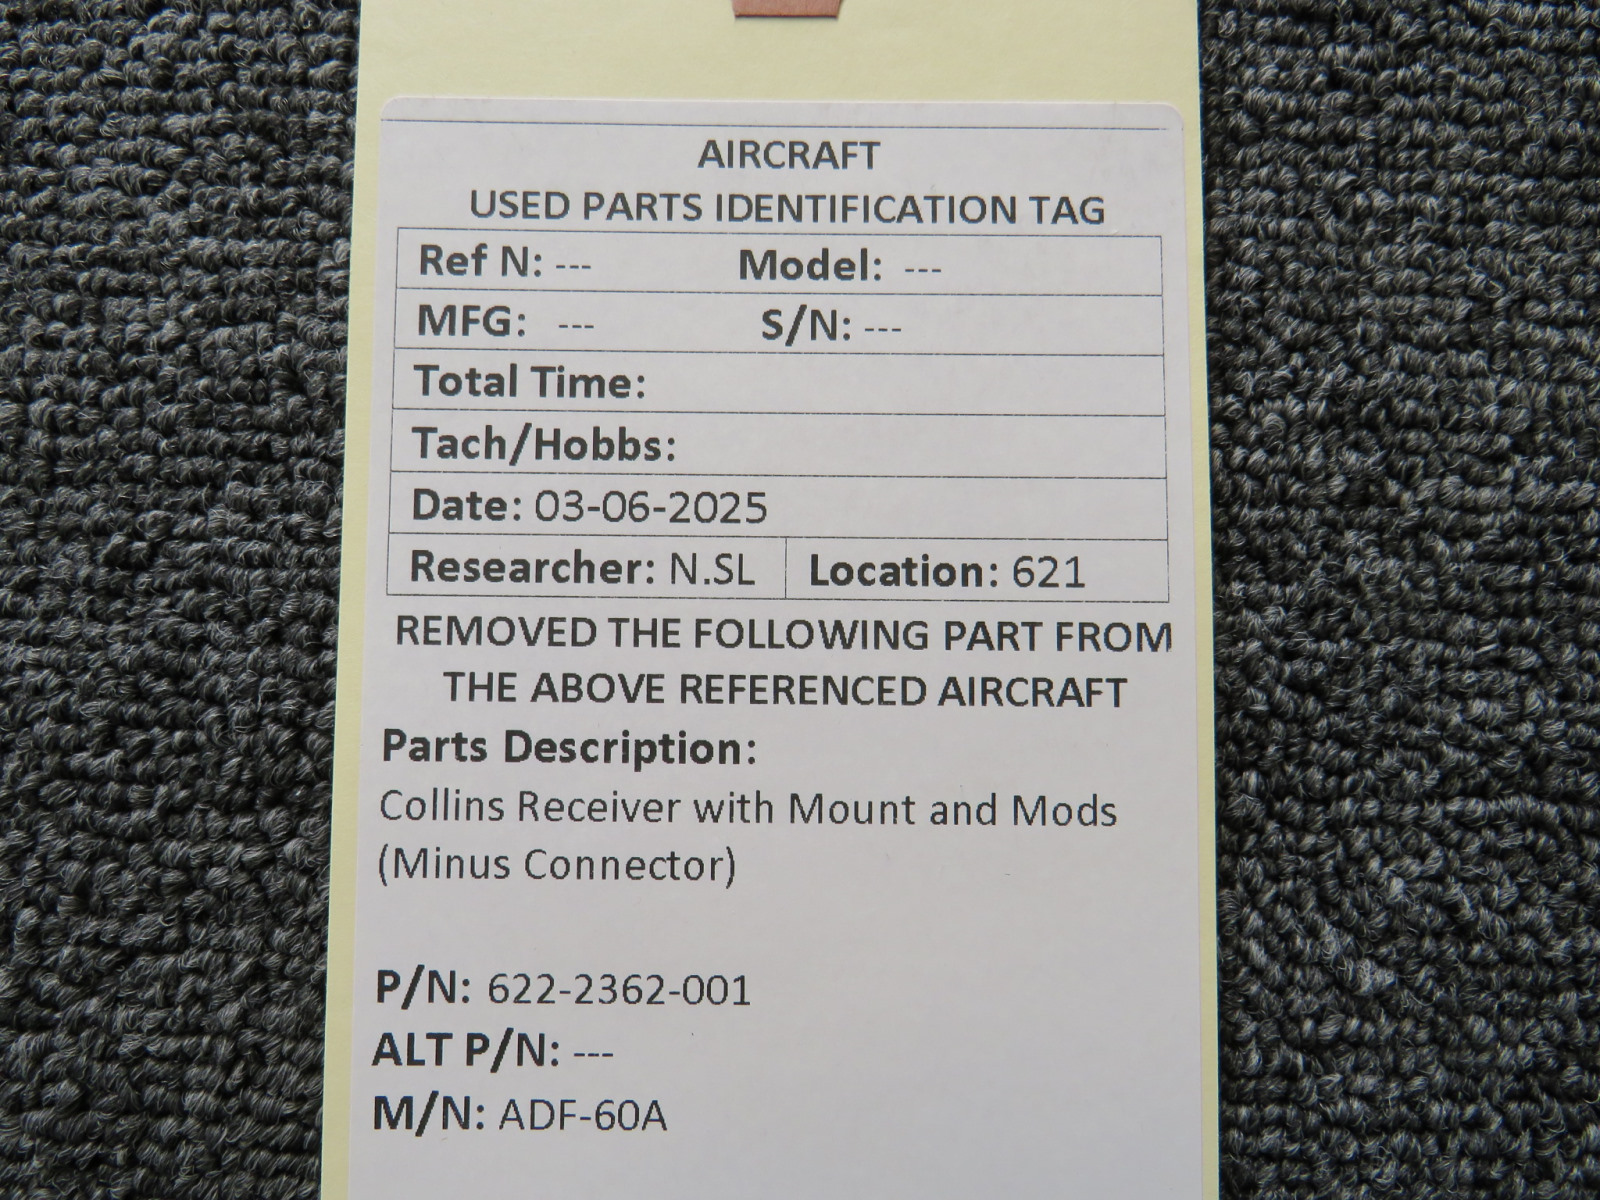 AIRCRAFT
USED PARTS IDENTIFICATION TAG
Ref N: --- Model: ---
MFG: --- S/N: ---
Total Time:
Tach/Hobbs:
Date: 03-06-2025
Researcher: N.SL Location: 621
REMOVED THE FOLLOWING PART FROM
THE ABOVE REFERENCED AIRCRAFT
Parts Description:
Collins Receiver with Mount and Mods
(Minus Connector)
P/N: 622-2362-001
ALT P/N: ---
M/N: ADF-60A